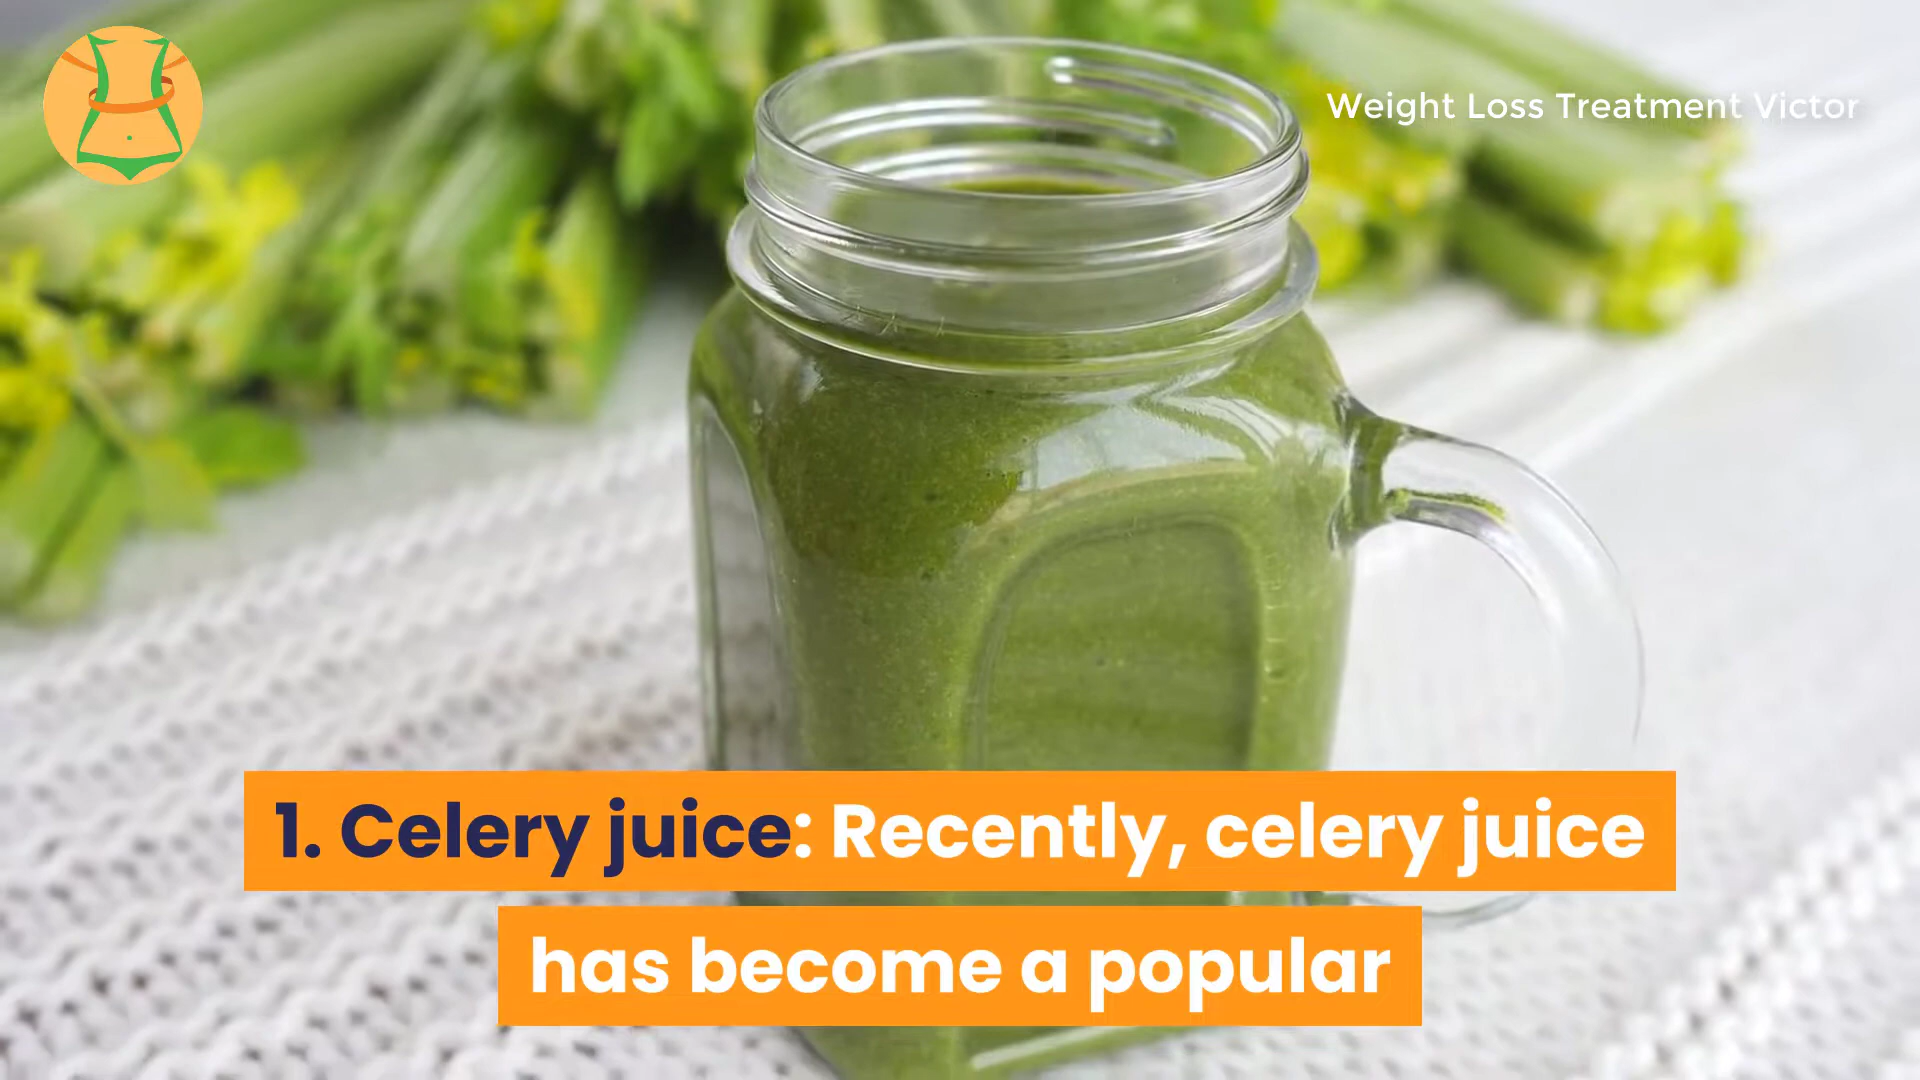 Weight Loss Treatment Victor
1. Celery juice: Recently, celery juice
has become a popular